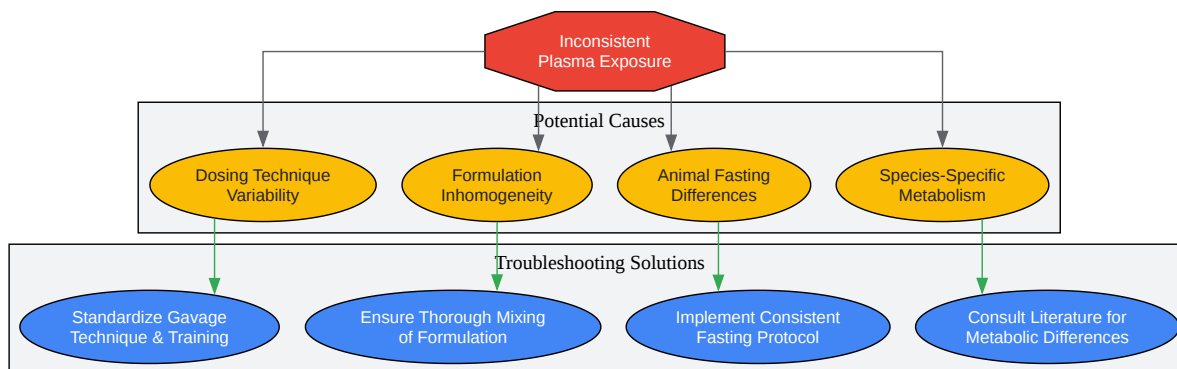 Inconsistent
Plasma Exposure
Potential Causes
Dosing Technique
Variability
Formulation
Inhomogeneity
Animal Fasting
Differences
Species-Specific
Metabolism
Troubleshooting Solutions
Standardize Gavage
Technique & Training
Ensure Thorough Mixing
of Formulation
Implement Consistent
Fasting Protocol
Consult Literature for
Metabolic Differences